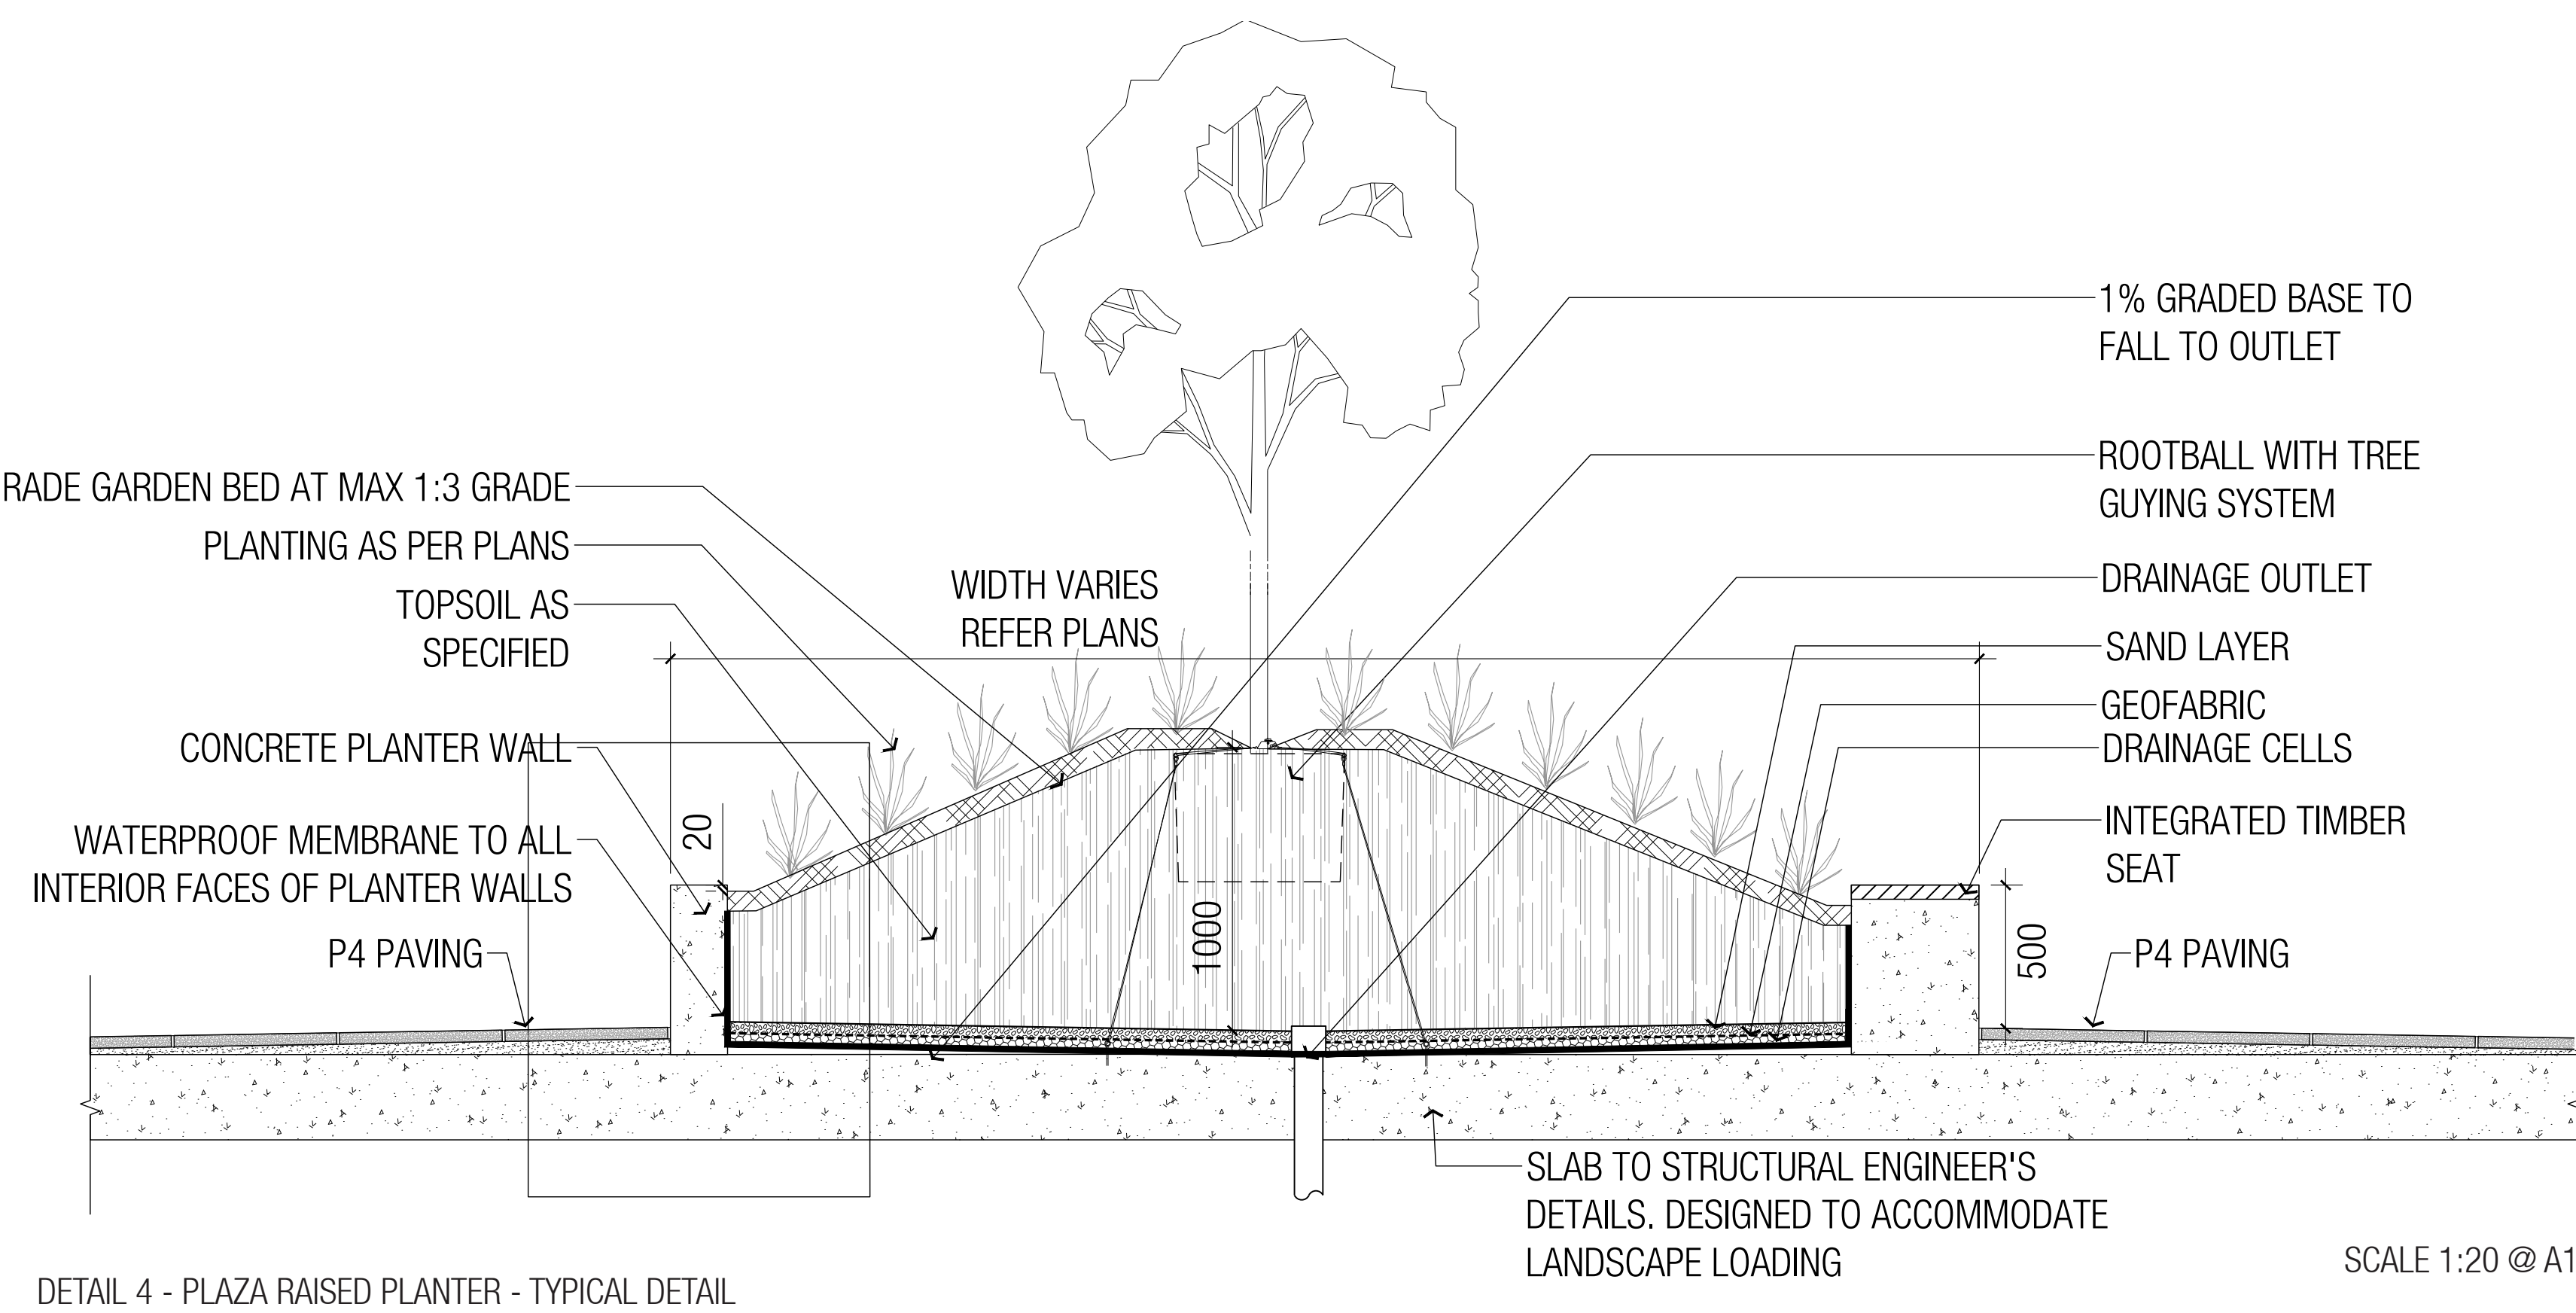 RADE GARDEN BED AT MAX 1:3 GRADE
PLANTING AS PER PLANS
TOPSOIL AS
SPECIFIED
CONCRETE PLANTER WALL
WATERPROOF MEMBRANE TO ALL
INTERIOR FACES OF PLANTER WALLS
P4 PAVING
WIDTH VARIES
REFER PLANS
20
1000
500
1% GRADED BASE TO
FALL TO OUTLET
ROOTBALL WITH TREE
GUYING SYSTEM
DRAINAGE OUTLET
SAND LAYER
GEOFABRIC
DRAINAGE CELLS
INTEGRATED TIMBER
SEAT
P4 PAVING
SLAB TO STRUCTURAL ENGINEER'S
DETAILS. DESIGNED TO ACCOMMODATE
LANDSCAPE LOADING
SCALE 1:20 @ A1
DETAIL 4 - PLAZA RAISED PLANTER - TYPICAL DETAIL